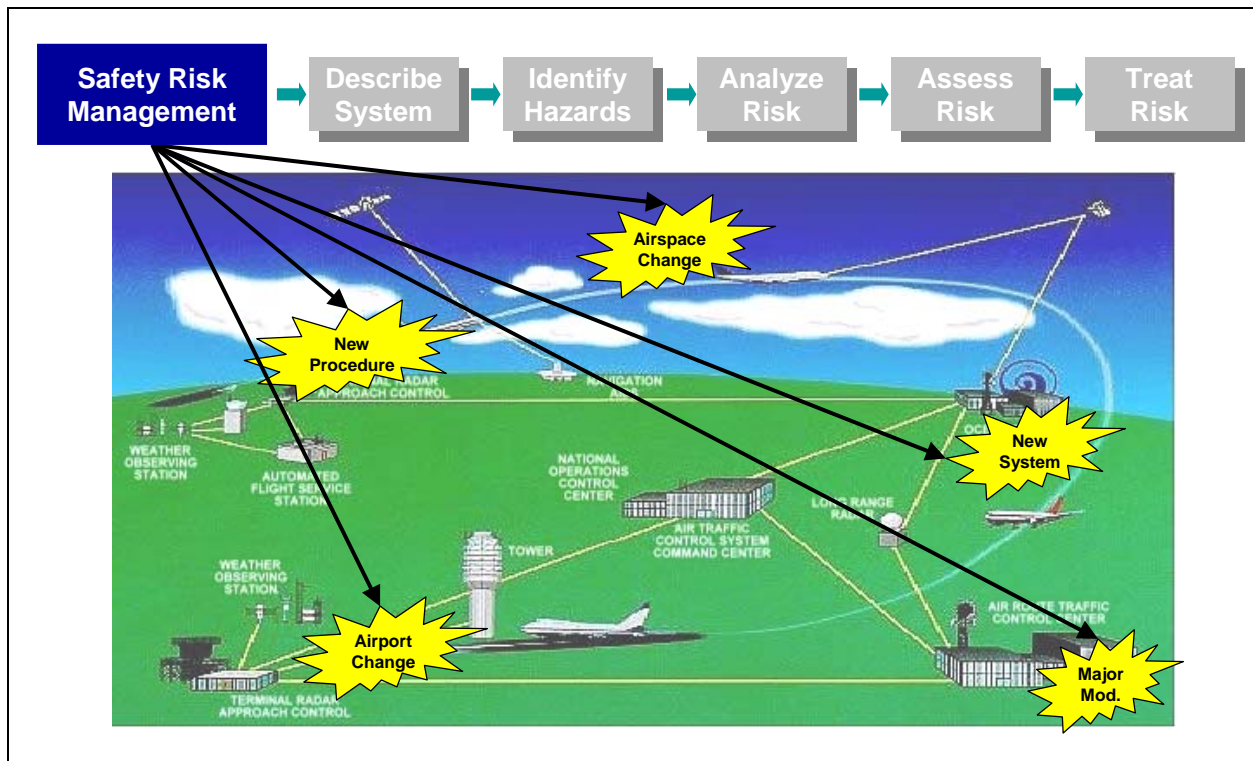 Safety Risk
Management
Describe
System
Identify
Hazards
Analyze
Risk
Assess
Risk
Treat
Risk
Airspace
Change
New
Procedure
RADAR
APPROACH CONTROL
NAVIGATION
WEATHER
OBSERVING
STATION
AUTOMATED
FLIGHT SERVICE
STATION
NATIONAL
OPERATIONS
CONTROL
CENTER
New
System
LONG RANGE
RADAR
AIR TRAFFIC
CONTROL SYSTEM
COMMAND CENTER
TOWER
WEATHER
OBSERVING
STATION
AIR ROUTE TRAFFIC
CONTROL CENTER
Airport
Change
Major
Mod.
TERMINAL RADAR
APPROACH CONTROL